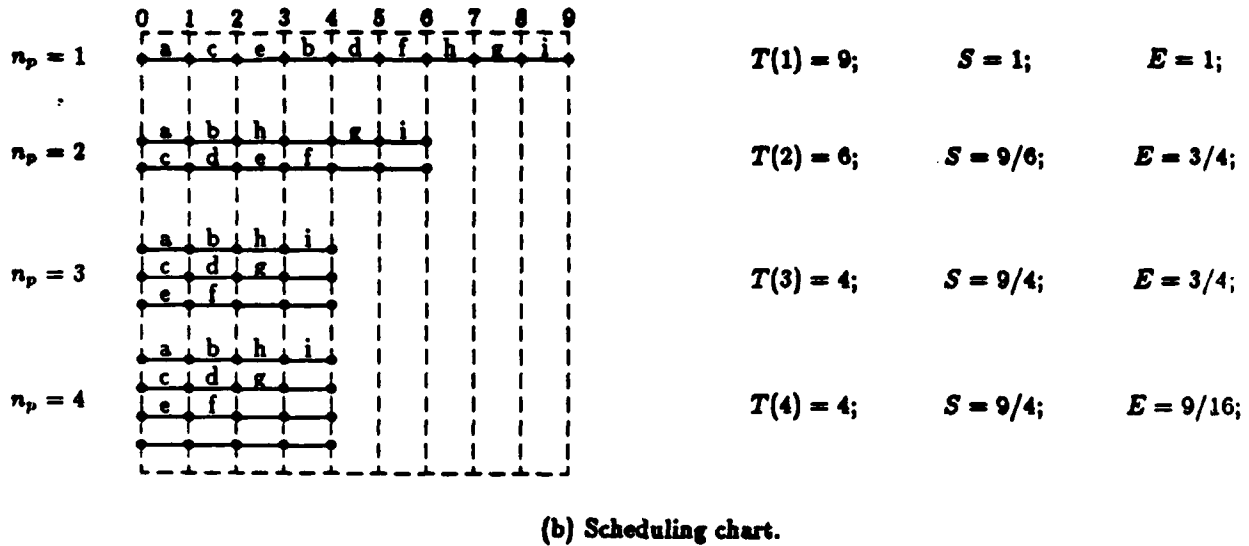 0 1 2 3 4 5 6 7 8 9
a c e b d f h g i
n_p = 1 T(1) = 9; S = 1; E = 1;
a b h g i
n_p = 2 T(2) = 6; S = 9/6; E = 3/4;
c d e f
a b h i
n_p = 3 T(3) = 4; S = 9/4; E = 3/4;
c d g
e f
a b h i
c d g
n_p = 4 T(4) = 4; S = 9/4; E = 9/16;
e f
(b) Scheduling chart.